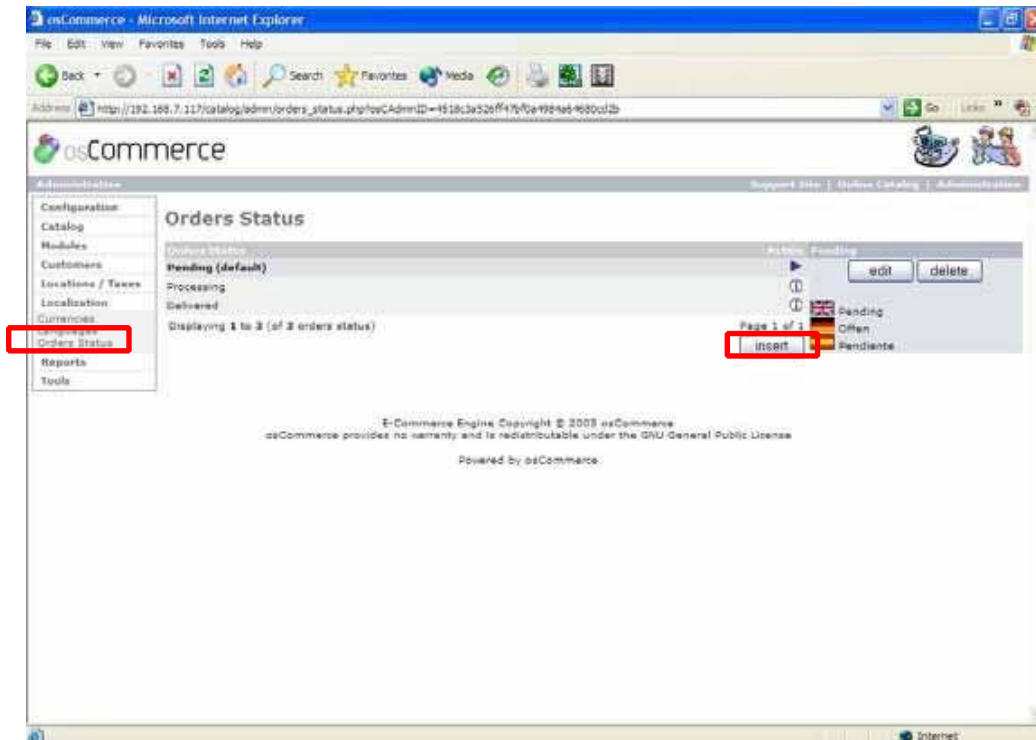 osCommerce - Microsoft Internet Explorer
File Edit View Favorites Tools Help
Back Search Favorites Media
Address Go Links »
osCommerce
Administration Support Site | Online Catalog | Administration
Configuration
Catalog
Modules
Customers
Locations / Taxes
Localization
Currencies
Languages
Orders Status
Reports
Tools
Orders Status
Orders Status Action Pending
Pending (default)
Processing
Delivered
Displaying 1 to 3 (of 3 orders status) Page 1 of 1
insert
edit delete
Pending
Offen
Pendiente
E-Commerce Engine Copyright © 2003 osCommerce
osCommerce provides no warranty and is redistributable under the GNU General Public License
Powered by osCommerce
Internet